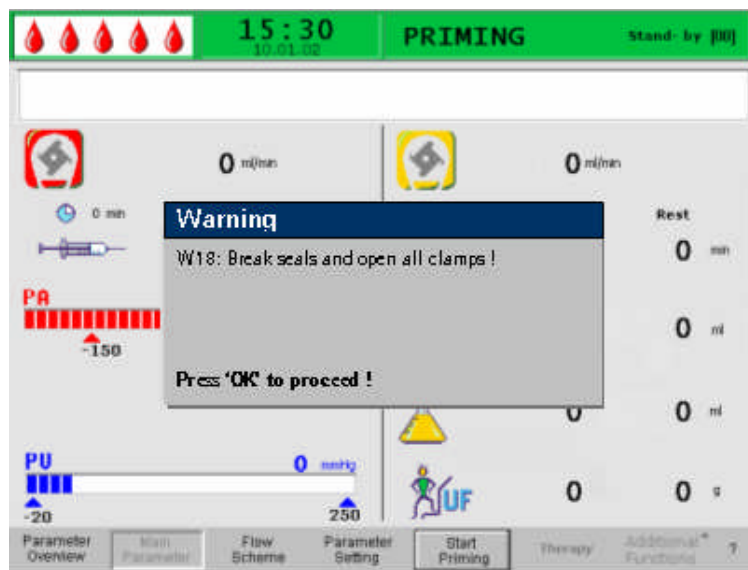 15:30
10.01.02
PRIMING
Stand-by [00]
0 ml/min
0 ml/min
0 min
Rest
0 min
Warning
W18: Break seals and open all clamps !
Press 'OK' to proceed !
PA
-150
0 ml
0 0 ml
PU 0 mmHg
-20 250
UF 0 0 g
Parameter Overview
Main Parameter
Flow Scheme
Parameter Setting
Start Priming
Therapy
Additional Functions
?